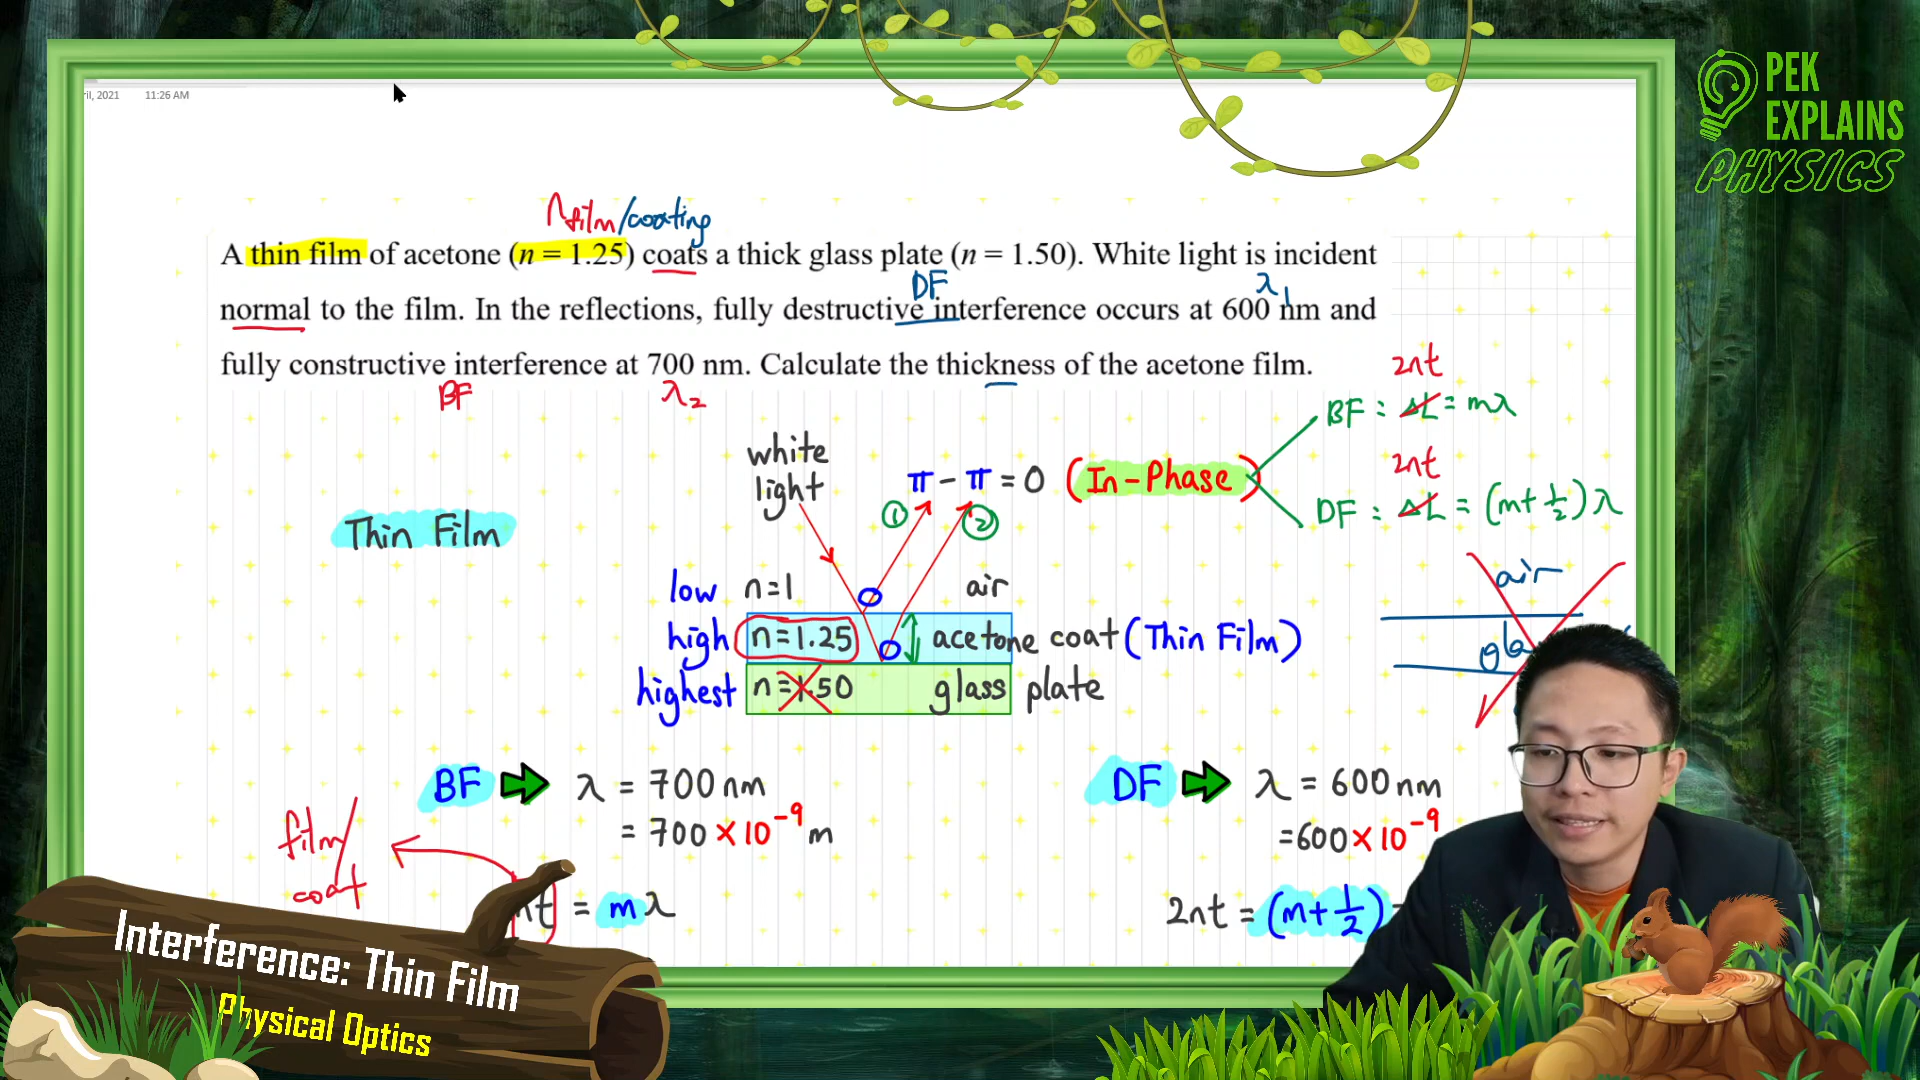 PEK
EXPLAINS
PHYSICS
11:26 AM
ril, 2021
n film/coating
A thin film of acetone (n = 1.25) coats a thick glass plate (n = 1.50). White light is incident
DF
λ1
normal to the film. In the reflections, fully destructive interference occurs at 600 nm and
fully constructive interference at 700 nm. Calculate the thickness of the acetone film.
BF
λ2
2nt
BF : ΔL = mλ
white
light
π - π = 0 (In-Phase)
2nt
DF : ΔL = (m+½)λ
①
②
Thin Film
low n=1 air
air
high n=1.25 acetone coat (Thin Film)
highest n=1.50 glass plate
BF λ = 700 nm
= 700 × 10⁻⁹ m
DF λ = 600 nm
= 600 × 10⁻⁹
film/
coat
nt = mλ
2nt = (m+½)
Interference: Thin Film
Physical Optics